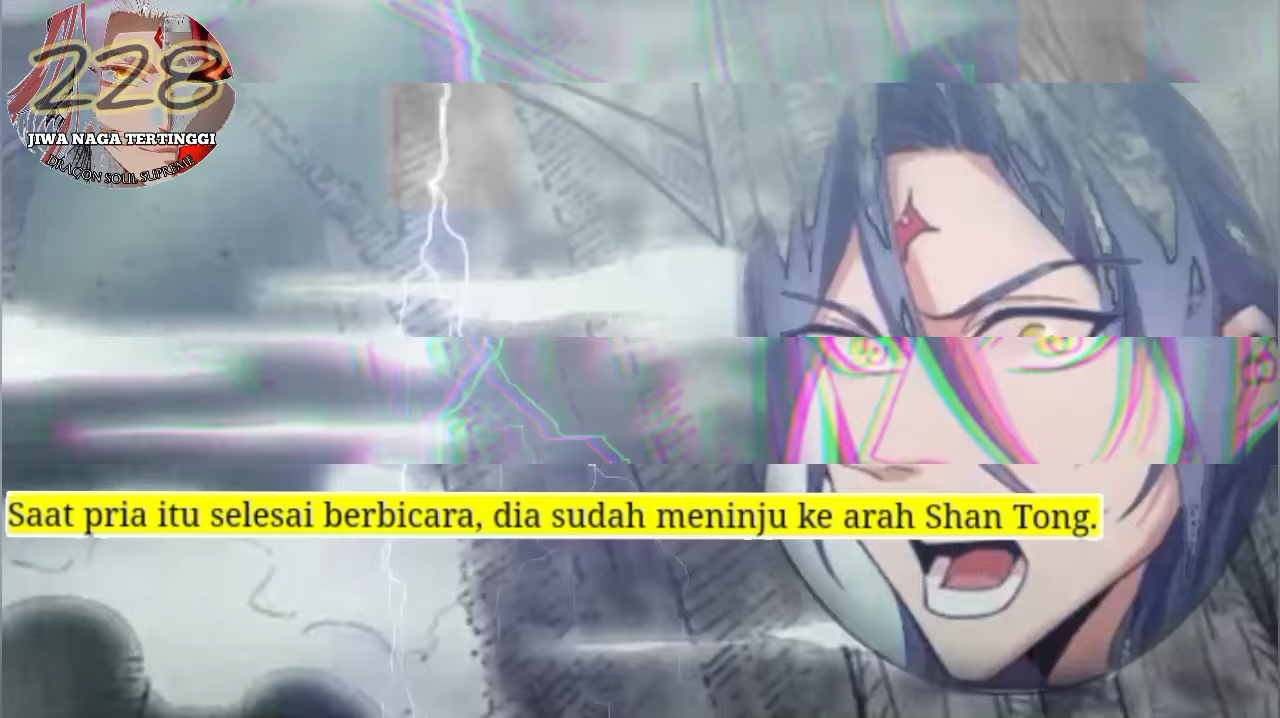 228
JIWA NAGA TERTINGGI
DRAGON SOUL SUPREME
Saat pria itu selesai berbicara, dia sudah meninju ke arah Shan Tong.